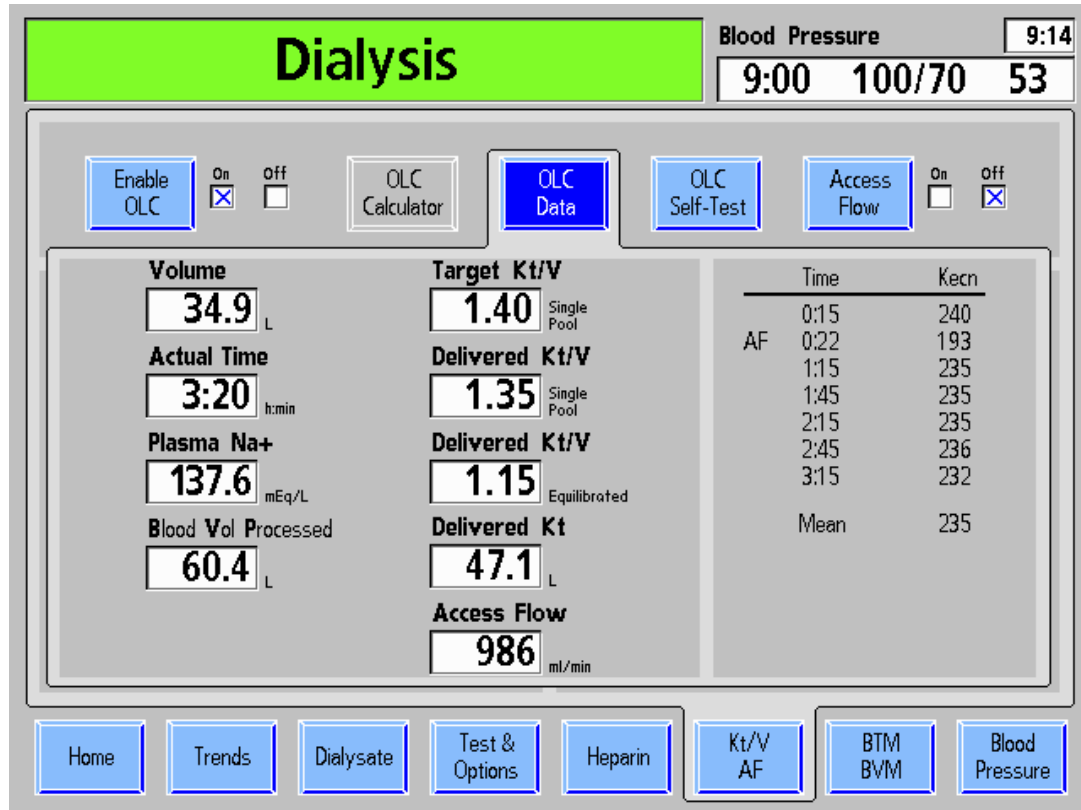 Dialysis
Blood Pressure 9:14
9:00 100/70 53
Enable OLC
On Off
OLC Calculator
OLC Data
OLC Self-Test
Access Flow
On Off
Volume
34.9 L
Actual Time
3:20 h:min
Plasma Na+
137.6 mEq/L
Blood Vol Processed
60.4 L
Target Kt/V
1.40 Single Pool
Delivered Kt/V
1.35 Single Pool
Delivered Kt/V
1.15 Equilibrated
Delivered Kt
47.1 L
Access Flow
986 ml/min
Time Kecn
0:15 240
AF 0:22 193
1:15 235
1:45 235
2:15 235
2:45 236
3:15 232
Mean 235
Home
Trends
Dialysate
Test & Options
Heparin
Kt/V AF
BTM BVM
Blood Pressure